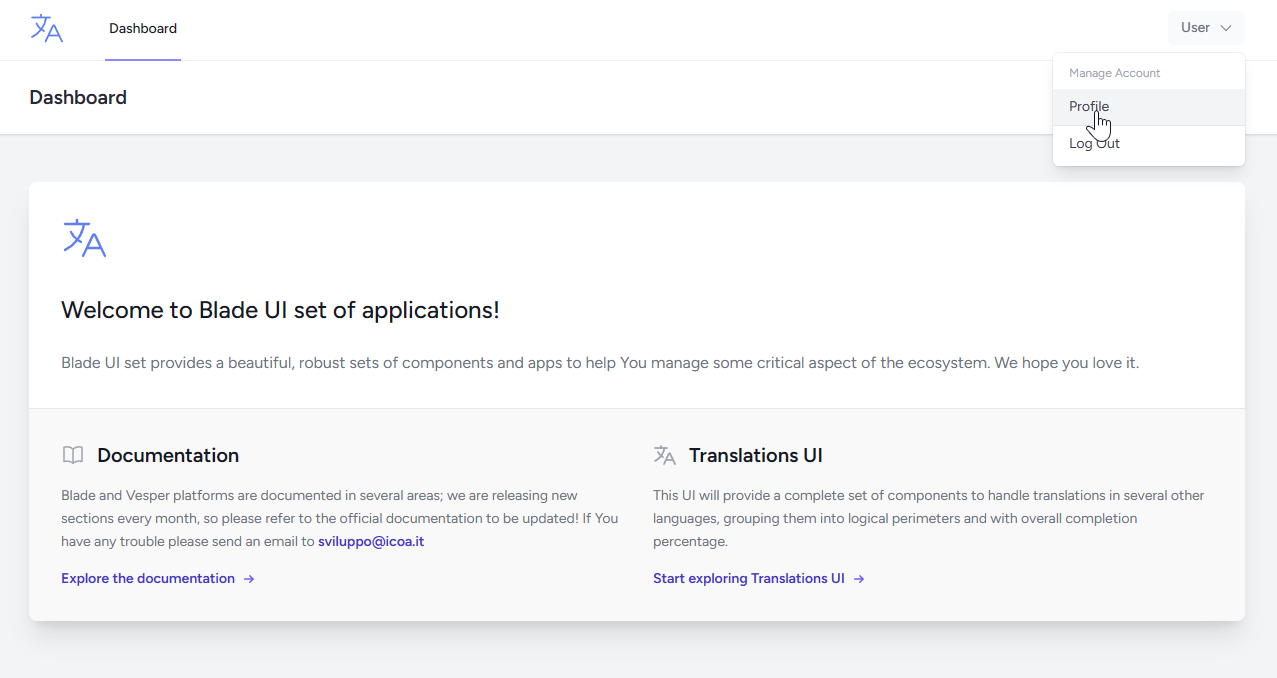 Dashboard
User
Manage Account
Profile
Log Out
Dashboard
Welcome to Blade UI set of applications!
Blade UI set provides a beautiful, robust sets of components and apps to help You manage some critical aspect of the ecosystem. We hope you love it.
Documentation
Blade and Vesper platforms are documented in several areas; we are releasing new
sections every month, so please refer to the official documentation to be updated! If You
have any trouble please send an email to sviluppo@icoa.it
Explore the documentation →
Translations UI
This UI will provide a complete set of components to handle translations in several other
languages, grouping them into logical perimeters and with overall completion
percentage.
Start exploring Translations UI →